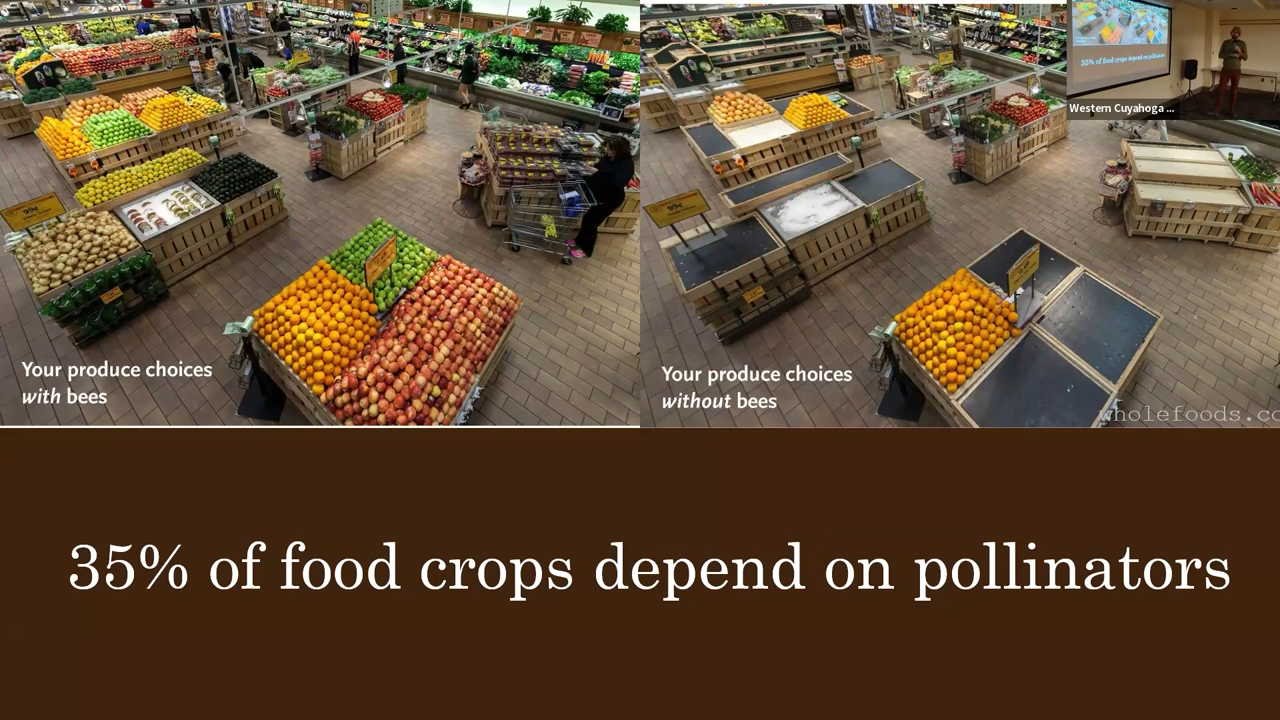 Your produce choices
with bees
Your produce choices
without bees
wholefoods.co
35% of food crops depend on pollinators
35% of food crops depend on pollinators
Western Cuyahoga ...
99¢